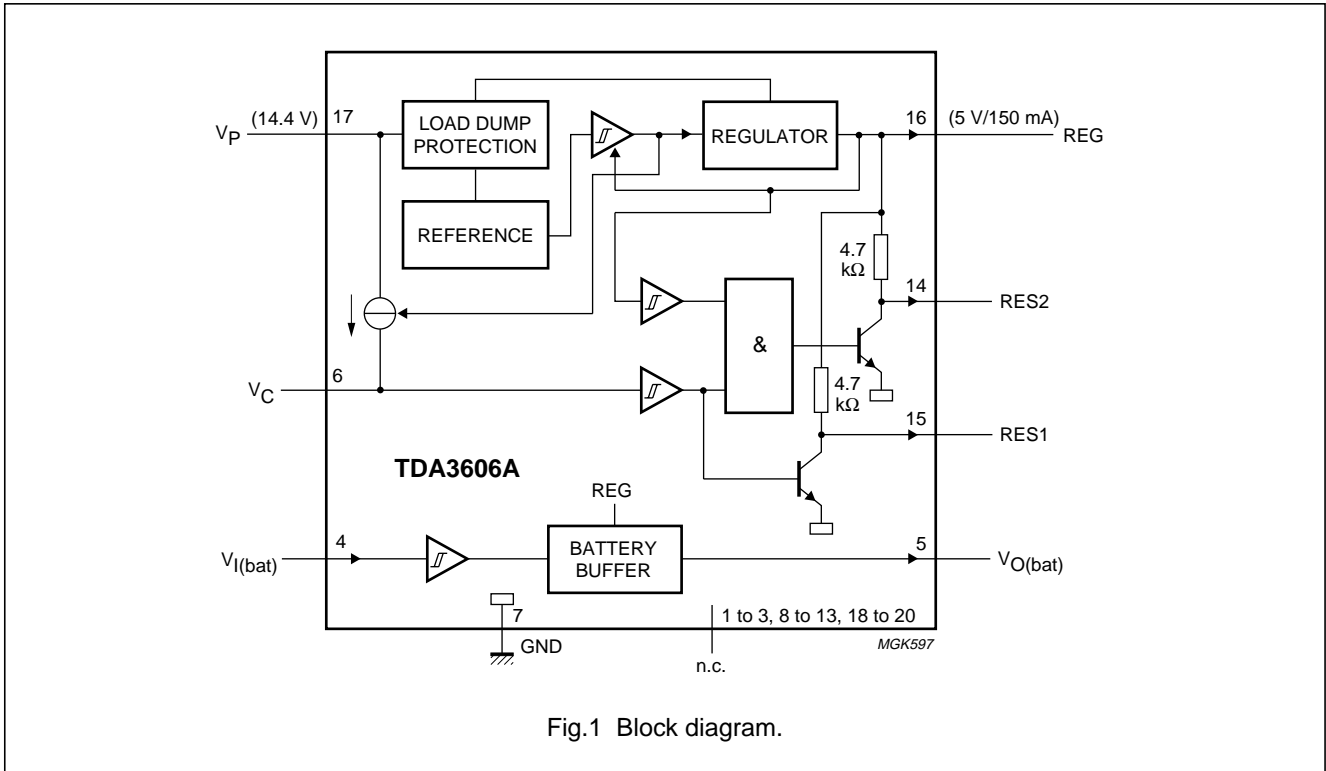 VP
(14.4 V)
17
LOAD DUMP
PROTECTION
REGULATOR
16
(5 V/150 mA)
REG
REFERENCE
4.7
kΩ
14
RES2
&
VC
6
4.7
kΩ
15
RES1
TDA3606A
REG
VI(bat)
4
BATTERY
BUFFER
5
VO(bat)
7
GND
1 to 3, 8 to 13, 18 to 20
n.c.
MGK597
Fig.1 Block diagram.